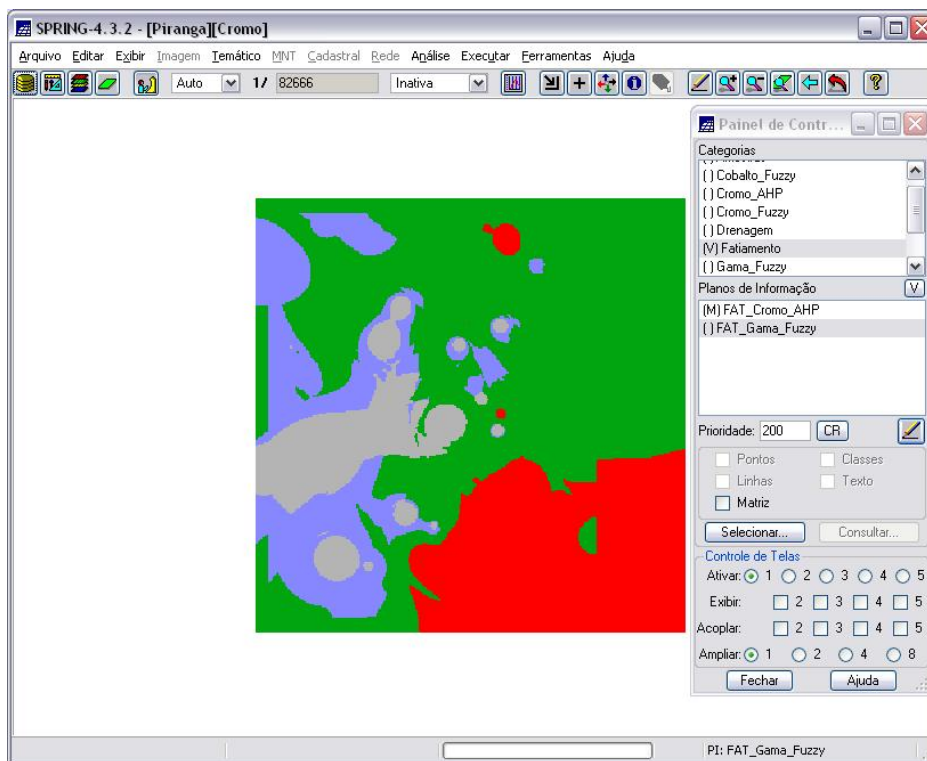 SPRING-4.3.2 - [Piranga][Cromo]
Arquivo Editar Exibir Imagem Temático MNT Cadastral Rede Análise Executar Ferramentas Ajuda
Auto 1/ 82666 Inativa
Painel de Contr...
Categorias
( ) Cobalto_Fuzzy
( ) Cromo_AHP
( ) Cromo_Fuzzy
( ) Drenagem
(V) Fatiamento
( ) Gama_Fuzzy
Planos de Informação V
(M) FAT_Cromo_AHP
( ) FAT_Gama_Fuzzy
Prioridade: 200 CR
Pontos Classes
Linhas Texto
Matriz
Selecionar... Consultar...
Controle de Telas
Ativar: 1 2 3 4 5
Exibir: 2 3 4 5
Acoplar: 2 3 4 5
Ampliar: 1 2 4 8
Fechar Ajuda
PI: FAT_Gama_Fuzzy